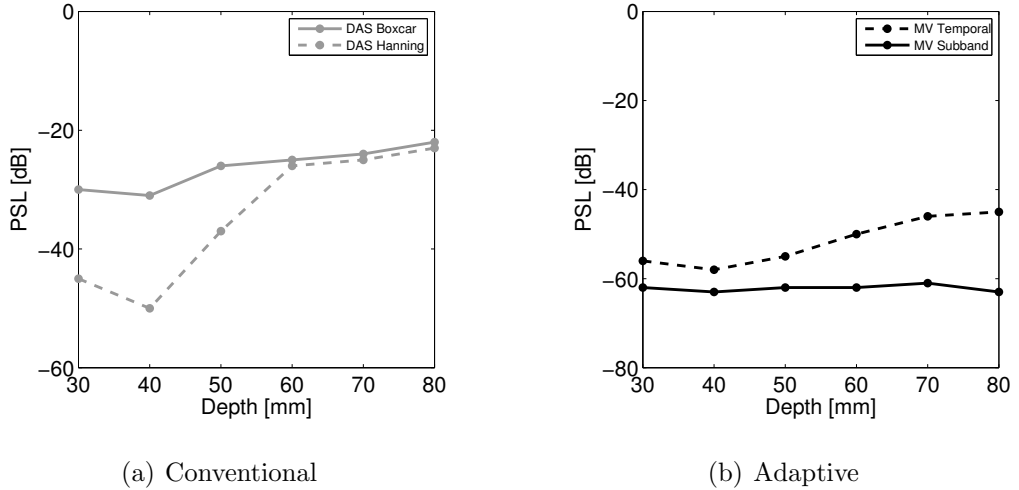 0
−20
−40
−60
30 40 50 60 70 80
Depth [mm]
PSL [dB]
DAS Boxcar
DAS Hanning
(a) Conventional
0
−20
−40
−60
−80
30 40 50 60 70 80
Depth [mm]
PSL [dB]
MV Temporal
MV Subband
(b) Adaptive